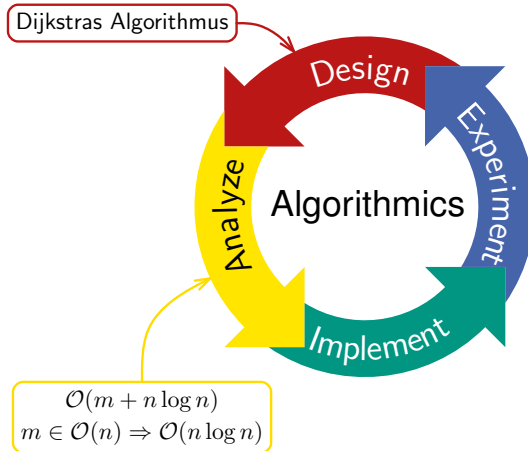 Dijkstras Algorithmus
Design
Experiment
Algorithmics
Analyze
Implement
𝒪(m + n log n)
m ∈ 𝒪(n) ⇒ 𝒪(n log n)